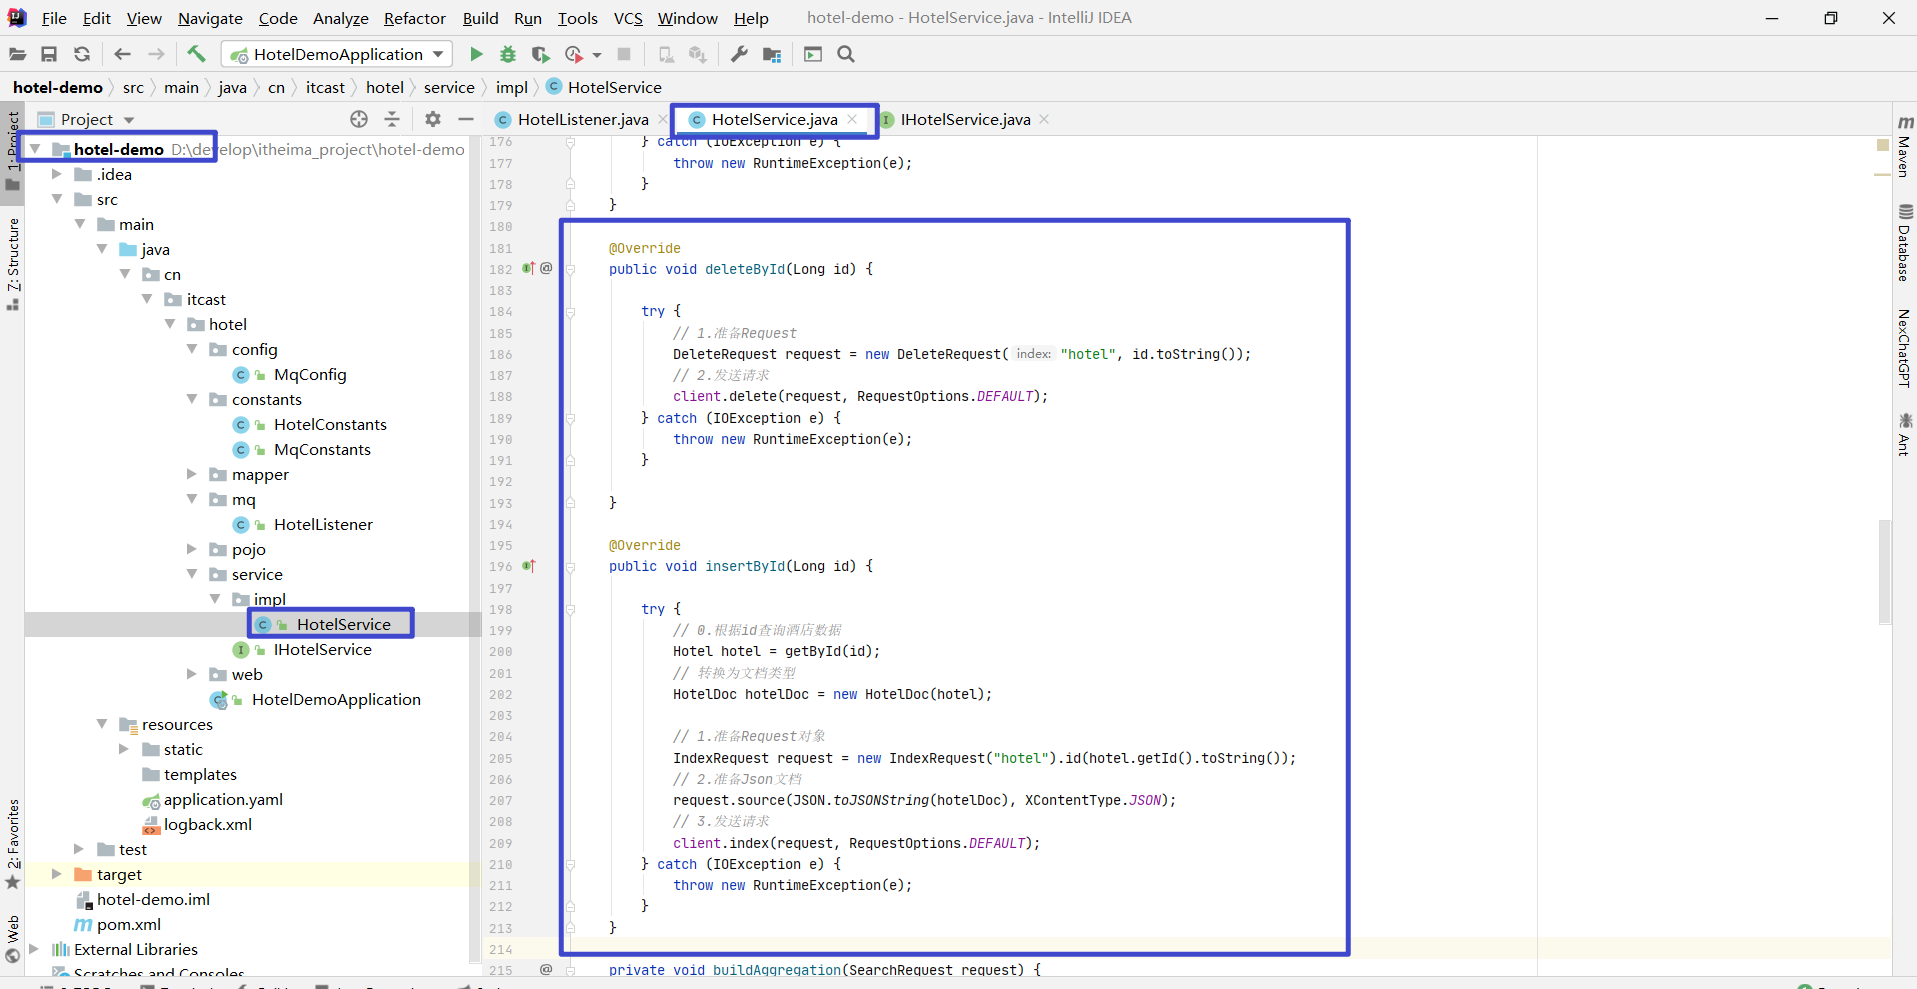 File Edit View Navigate Code Analyze Refactor Build Run Tools VCS Window Help hotel-demo - HotelService.java - IntelliJ IDEA
HotelDemoApplication
hotel-demo src main java cn itcast hotel service impl HotelService
1: Project
Z: Structure
2: Favorites
Web
Project
hotel-demo D:\develop\itheima_project\hotel-demo
.idea
src
main
java
cn
itcast
hotel
config
MqConfig
constants
HotelConstants
MqConstants
mapper
mq
HotelListener
pojo
service
impl
HotelService
IHotelService
web
HotelDemoApplication
resources
static
templates
application.yaml
logback.xml
test
target
hotel-demo.iml
pom.xml
External Libraries
Scratches and Consoles
HotelListener.java HotelService.java IHotelService.java
176 } catch (IOException e) {
177 throw new RuntimeException(e);
178 }
179 }
180
181 @Override
182 public void deleteById(Long id) {
183
184 try {
185 // 1.准备Request
186 DeleteRequest request = new DeleteRequest( index: "hotel", id.toString());
187 // 2.发送请求
188 client.delete(request, RequestOptions.DEFAULT);
189 } catch (IOException e) {
190 throw new RuntimeException(e);
191 }
192
193 }
194
195 @Override
196 public void insertById(Long id) {
197
198 try {
199 // 0.根据id查询酒店数据
200 Hotel hotel = getById(id);
201 // 转换为文档类型
202 HotelDoc hotelDoc = new HotelDoc(hotel);
203
204 // 1.准备Request对象
205 IndexRequest request = new IndexRequest("hotel").id(hotel.getId().toString());
206 // 2.准备Json文档
207 request.source(JSON.toJSONString(hotelDoc), XContentType.JSON);
208 // 3.发送请求
209 client.index(request, RequestOptions.DEFAULT);
210 } catch (IOException e) {
211 throw new RuntimeException(e);
212 }
213 }
214
215 private void buildAggregation(SearchRequest request) {
Maven
Database
NexChatGPT
Ant